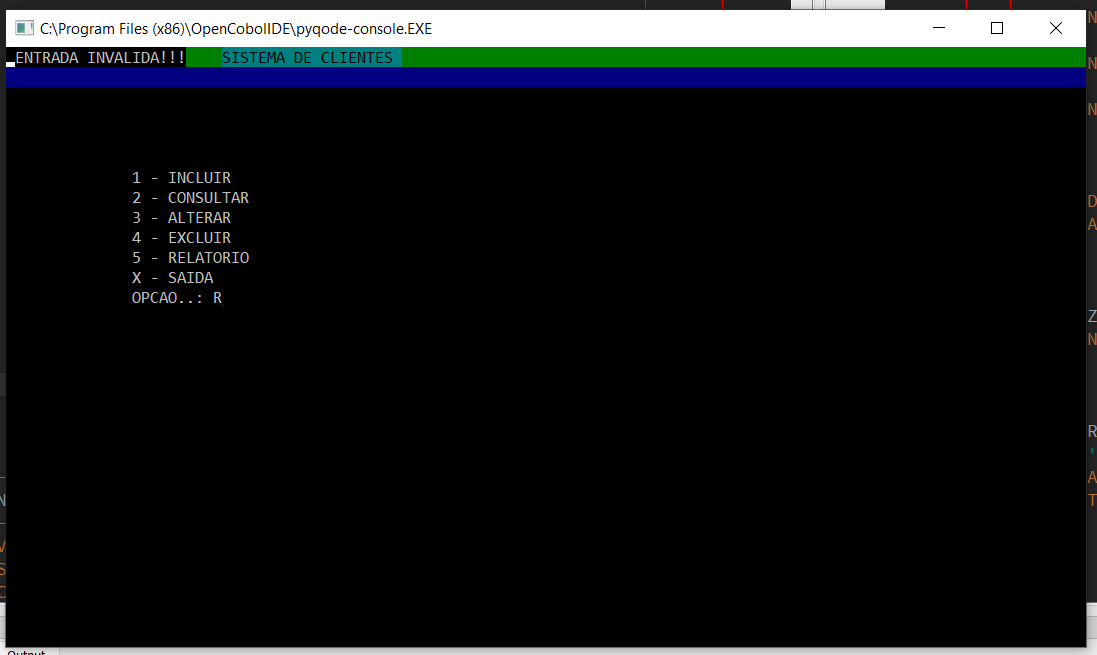 C:\Program Files (x86)\OpenCobolIDE\pyqode-console.EXE
ENTRADA INVALIDA!!! SISTEMA DE CLIENTES
1 - INCLUIR
2 - CONSULTAR
3 - ALTERAR
4 - EXCLUIR
5 - RELATORIO
X - SAIDA
OPCAO..: R
Output